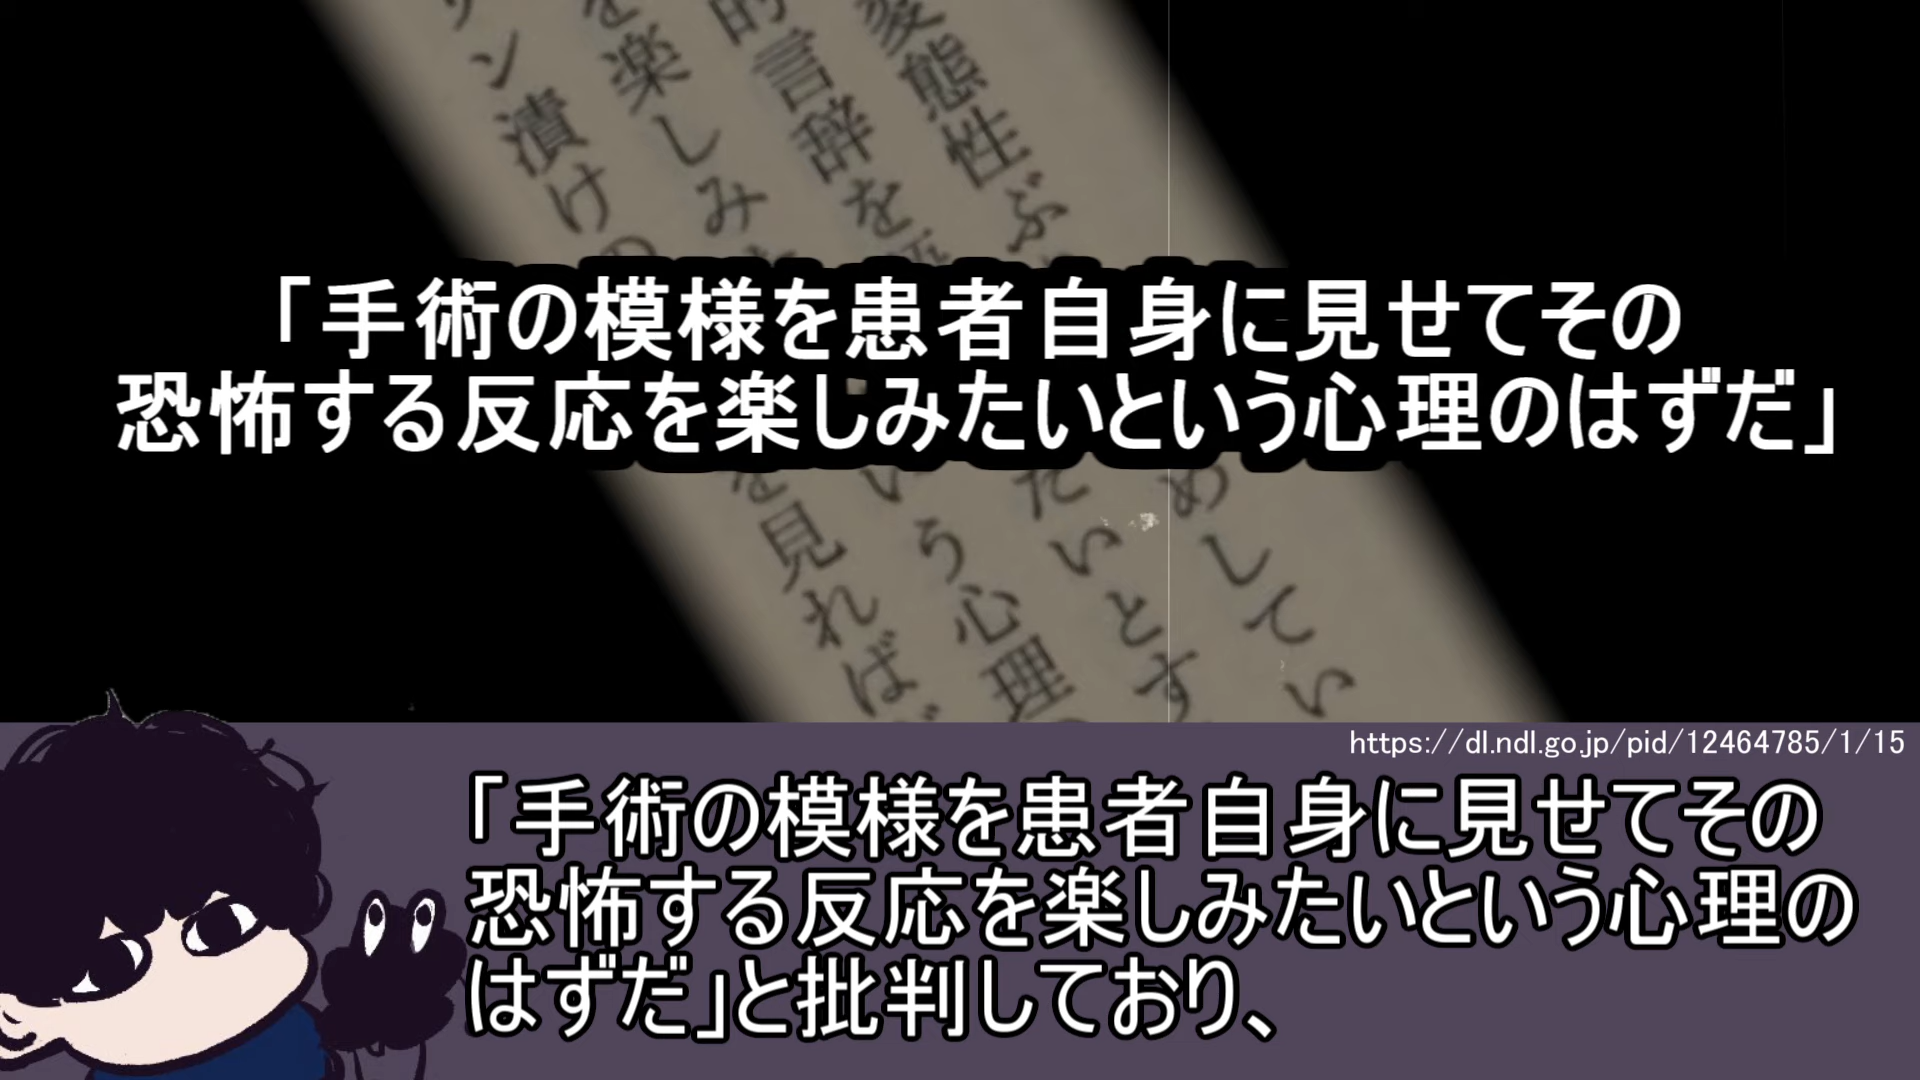 変態性ぶ
的言辞を
を楽しみた
ン漬けの
「手術の模様を患者自身に見せてその
恐怖する反応を楽しみたいという心理のはずだ」
めしてい
たいとす
いう心理
を見れば
https://dl.ndl.go.jp/pid/12464785/1/15
「手術の模様を患者自身に見せてその
恐怖する反応を楽しみたいという心理の
はずだ」と批判しており、